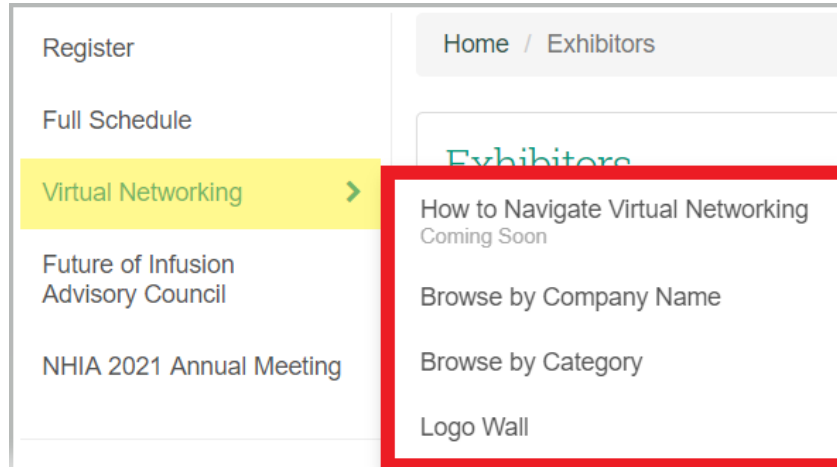 Register
Full Schedule
Virtual Networking
Future of Infusion
Advisory Council
NHIA 2021 Annual Meeting
Home / Exhibitors
Exhibitors
How to Navigate Virtual Networking
Coming Soon
Browse by Company Name
Browse by Category
Logo Wall